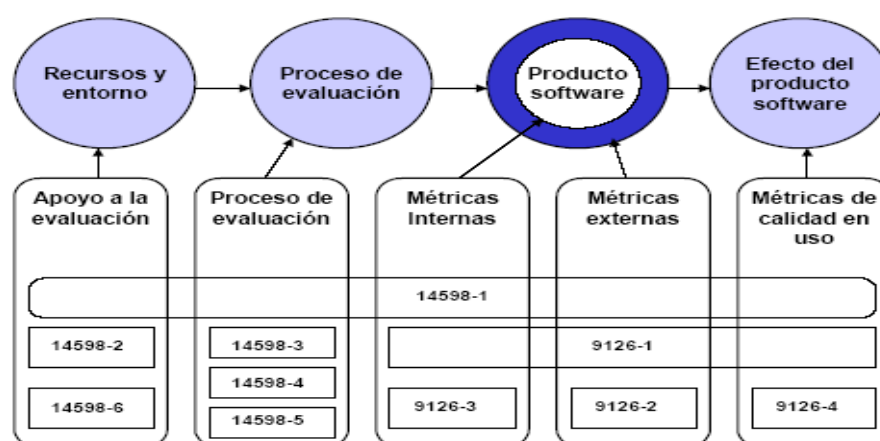 Recursos y
entorno
Proceso de
evaluación
Producto
software
Efecto del
producto
software
Apoyo a la
evaluación
Proceso de
evaluación
Métricas
Internas
Métricas
externas
Métricas de
calidad en
uso
14598-1
14598-2
14598-3
9126-1
14598-4
14598-6
14598-5
9126-3
9126-2
9126-4